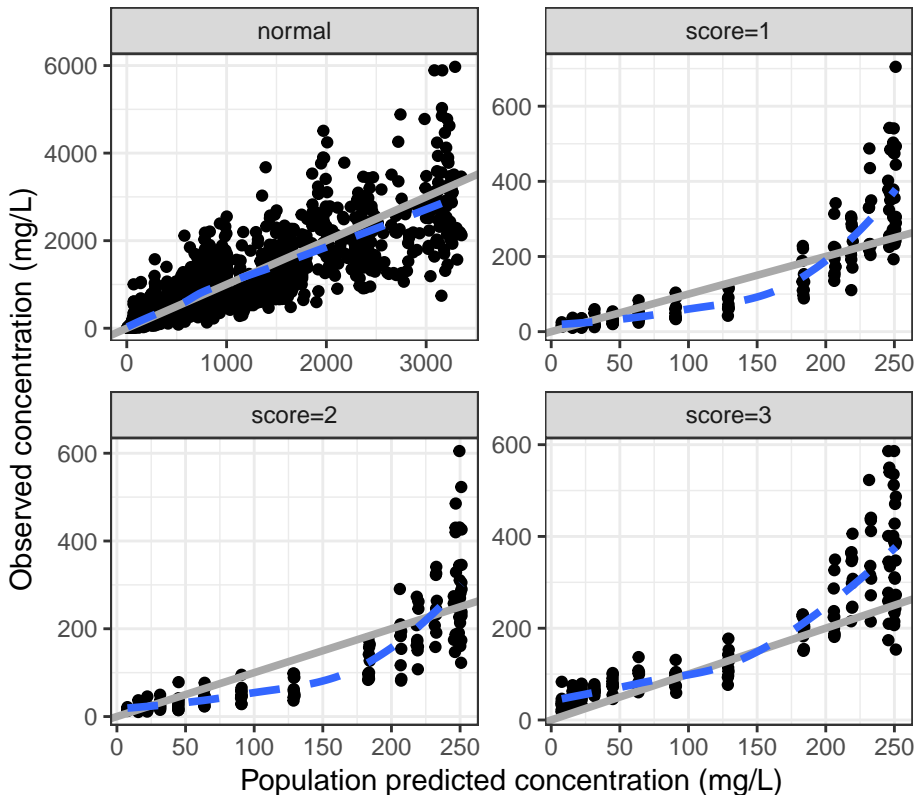 normal
score=1
6000
4000
2000
0
0 1000 2000 3000
600
400
200
0
0 50 100 150 200 250
score=2
score=3
600
400
200
0
0 50 100 150 200 250
600
400
200
0
0 50 100 150 200 250
Observed concentration (mg/L)
Population predicted concentration (mg/L)